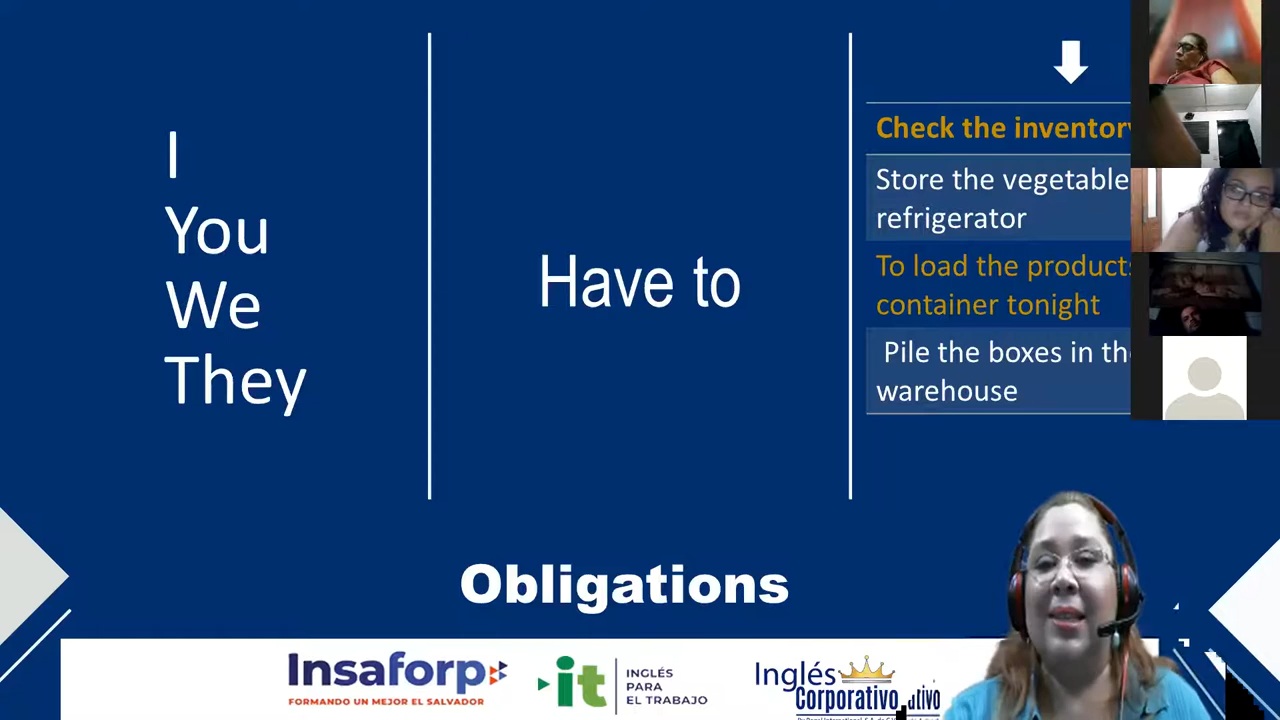 I
You
We
They
Have to
Check the inventory
Store the vegetable
refrigerator
To load the products
container tonight
Pile the boxes in the
warehouse
Obligations
Insaforp
FORMANDO UN MEJOR EL SALVADOR
it
INGLÉS
PARA
EL TRABAJO
Inglés
Corporativo